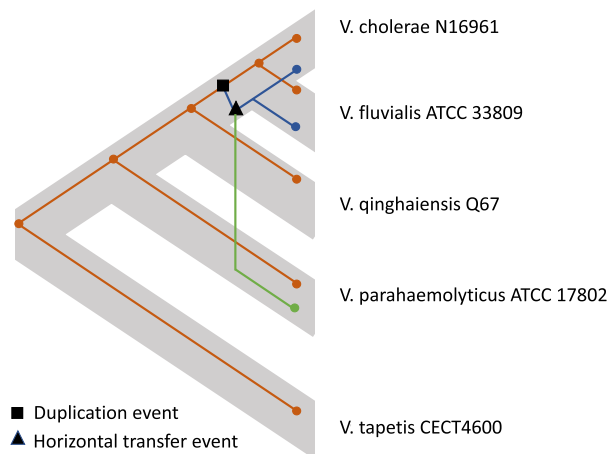 V. cholerae N16961
V. fluvialis ATCC 33809
V. qinghaiensis Q67
V. parahaemolyticus ATCC 17802
V. tapetis CECT4600
Duplication event
Horizontal transfer event